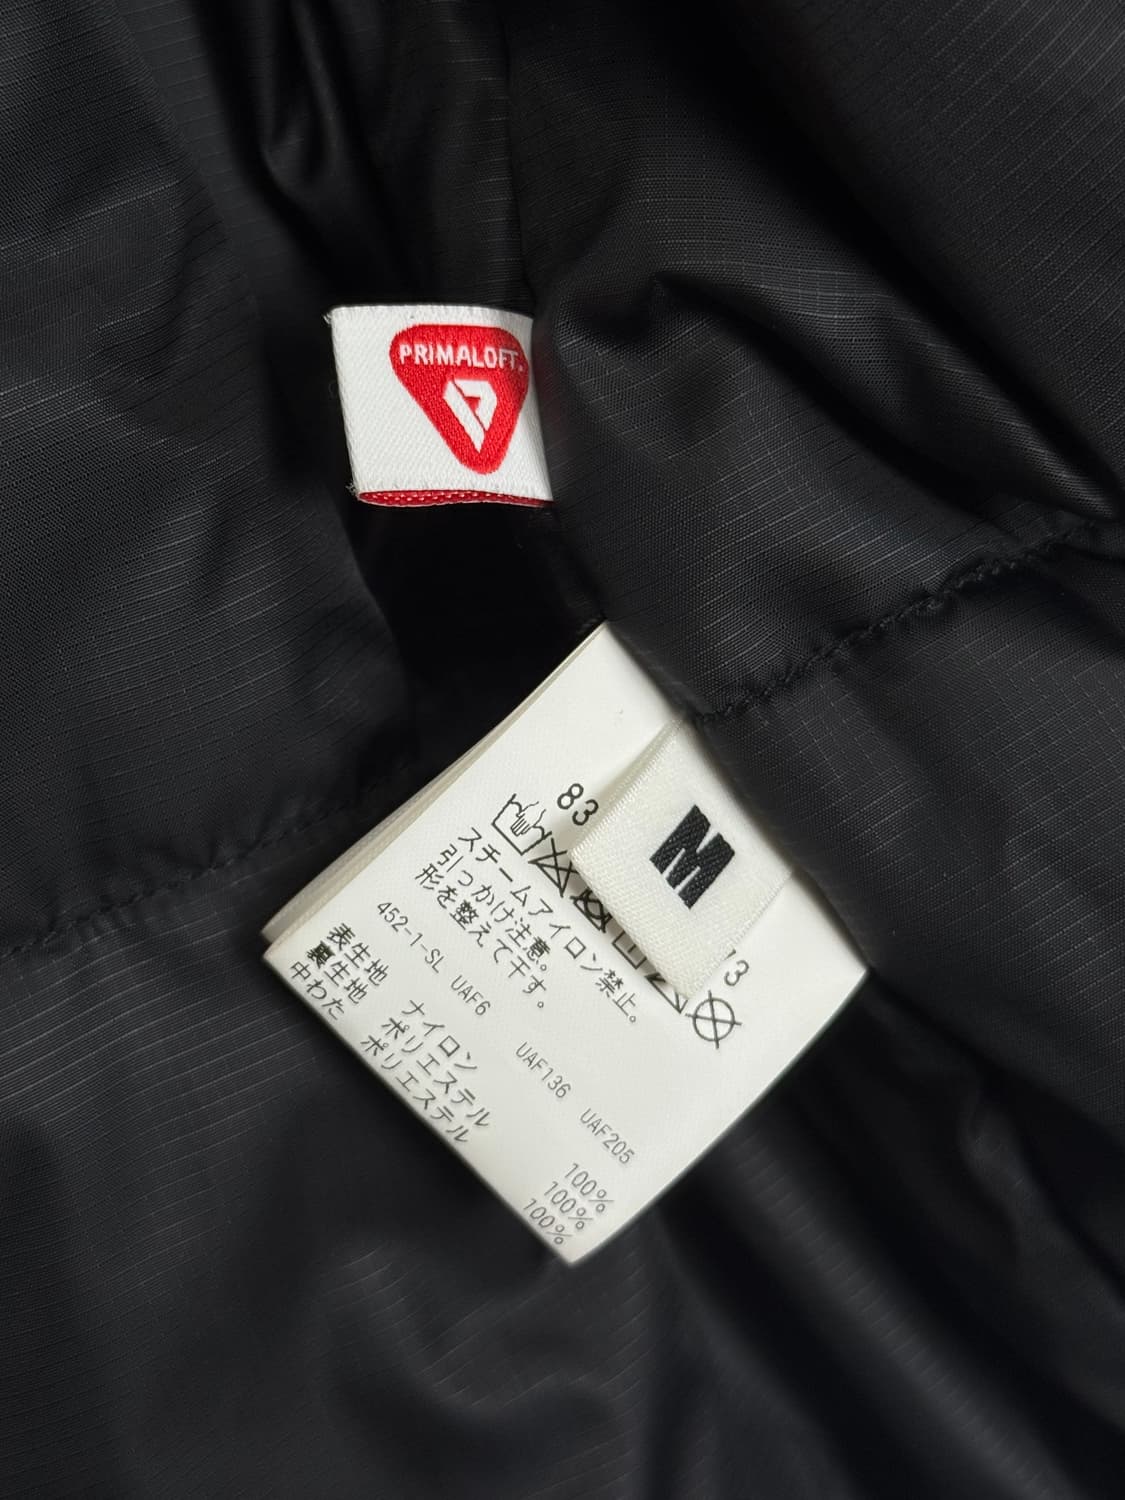 PRIMALOFT
M
83
73
スチームアイロン禁止。
引っかけ注意。
形を整えて干す。
452-1-SL UAF6 UAF136 UAF205
表生地 ナイロン 100%
裏生地 ポリエステル 100%
中わた ポリエステル 100%